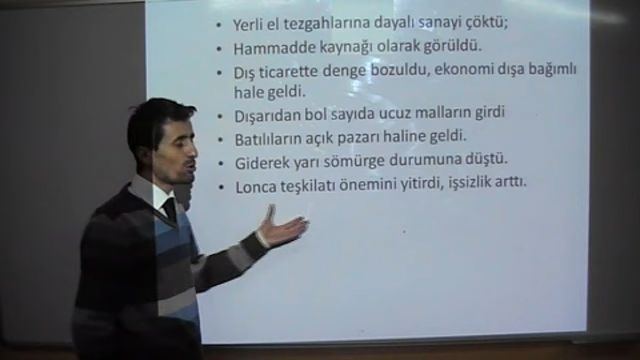 • Yerli el tezgahlarına dayalı sanayi çöktü;
• Hammadde kaynağı olarak görüldü.
• Dış ticarette denge bozuldu, ekonomi dışa bağımlı
hale geldi.
• Dışarıdan bol sayıda ucuz malların girdi
• Batılıların açık pazarı haline geldi.
• Giderek yarı sömürge durumuna düştü.
• Lonca teşkilatı önemini yitirdi, işsizlik arttı.